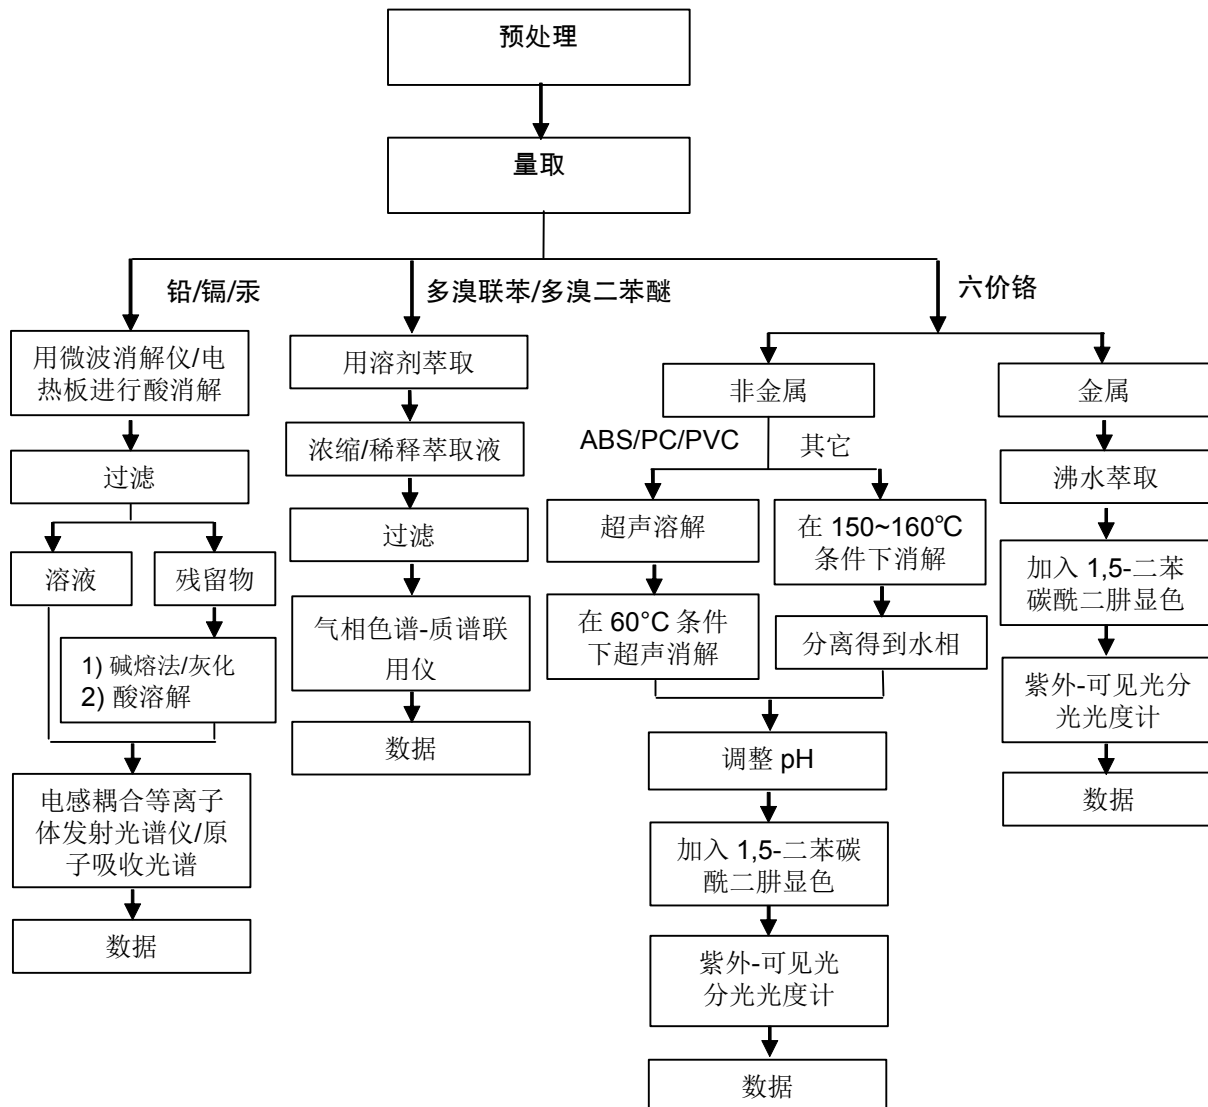 预处理
量取
铅/镉/汞
多溴联苯/多溴二苯醚
六价铬
用微波消解仪/电
热板进行酸消解
过滤
溶液
残留物
1) 碱熔法/灰化
2) 酸溶解
电感耦合等离子
体发射光谱仪/原
子吸收光谱
数据
用溶剂萃取
浓缩/稀释萃取液
过滤
气相色谱-质谱联
用仪
数据
非金属
ABS/PC/PVC
其它
超声溶解
在 60°C 条件
下超声消解
在 150~160℃
条件下消解
分离得到水相
调整 pH
加入 1,5-二苯碳
酰二肼显色
紫外-可见光
分光光度计
数据
金属
沸水萃取
加入 1,5-二苯
碳酰二肼显色
紫外-可见光分
光光度计
数据